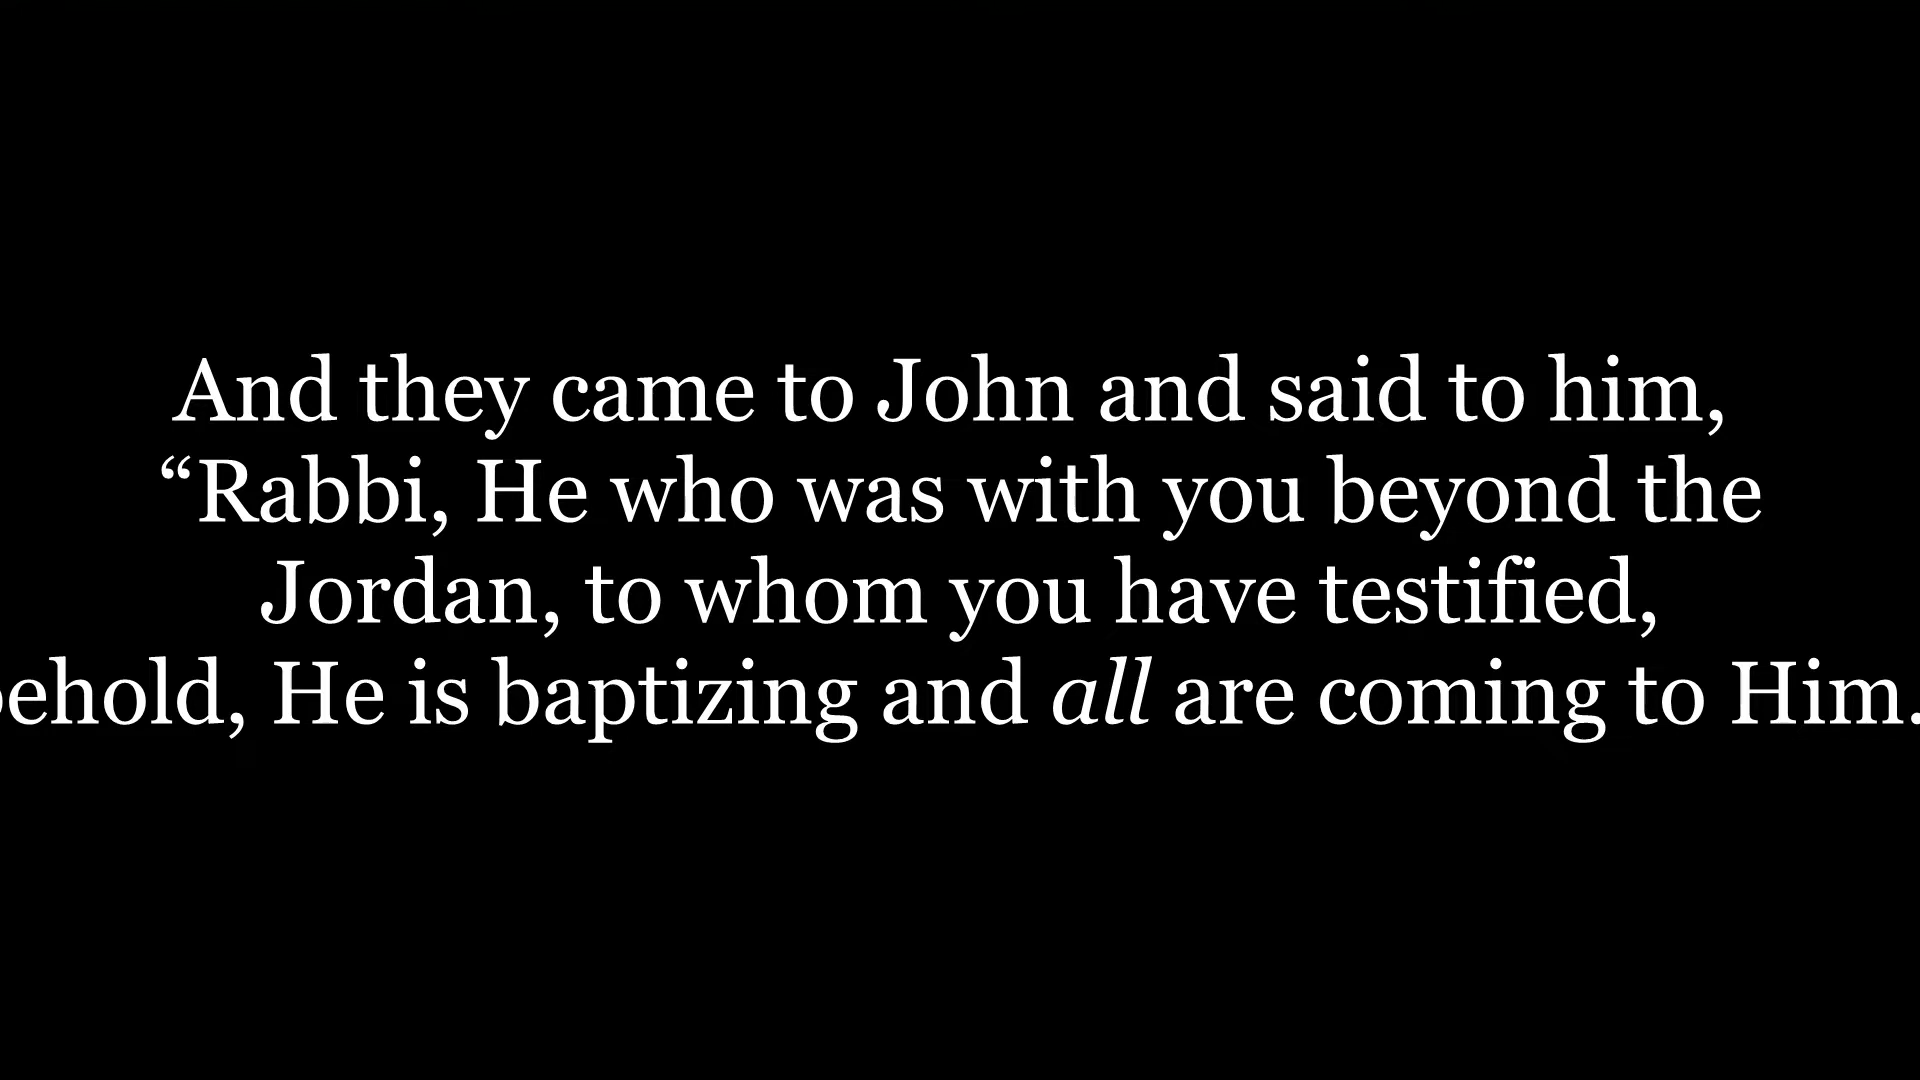 And they came to John and said to him,
“Rabbi, He who was with you beyond the
Jordan, to whom you have testified,
behold, He is baptizing and all are coming to Him.